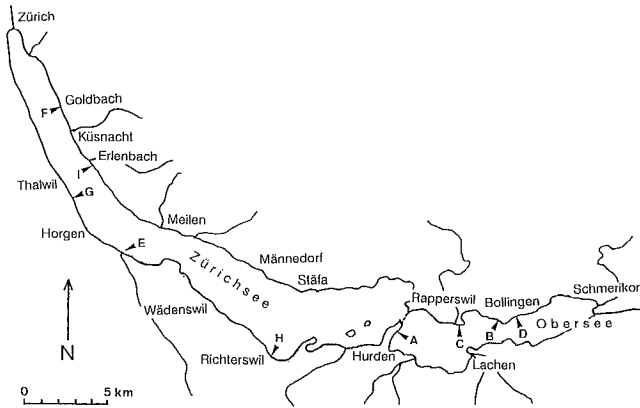 Zürich
Goldbach
F
Küsnacht
Erlenbach
I
Thalwil
G
Meilen
Horgen
E
Männedorf
Zürichsee
Stäfa
Schmerikon
Rapperswil
Bollingen
Wädenswil
Obersee
N
H
A
C
B
D
Richterswil
Hurden
Lachen
0 5 km